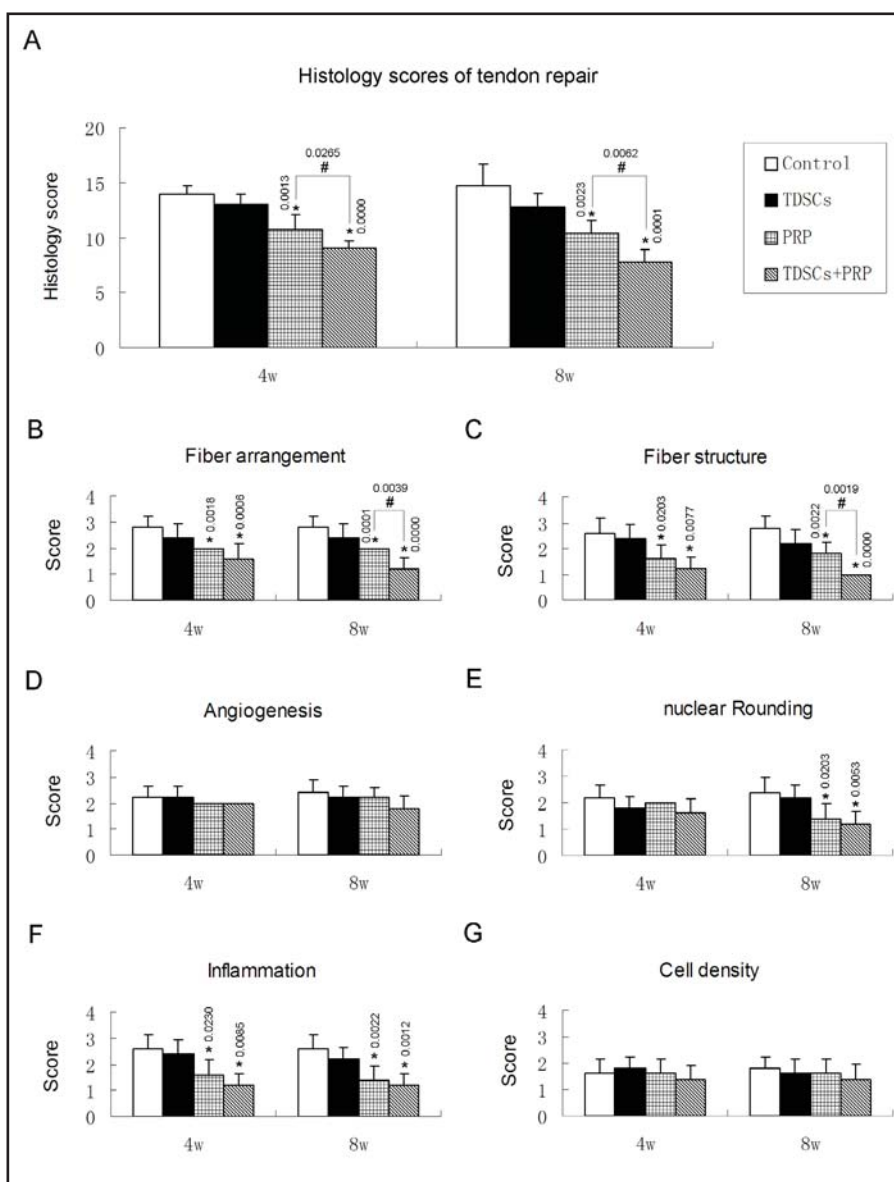 A
Histology scores of tendon repair
Histology score
20
15
10
5
0
0.0013
0.0265
#
*
*
0.0000
0.0023
0.0062
#
*
*
0.0001
4w
8w
Control
TDSCs
PRP
TDSCs+PRP
B
Fiber arrangement
Score
4
3
2
1
0
* 0.0018
* 0.0006
0.0001
*
0.0039
#
*
0.0000
4w
8w
C
Fiber structure
Score
4
3
2
1
0
* 0.0203
* 0.0077
0.0022
*
0.0019
#
*
0.0000
4w
8w
D
Angiogenesis
Score
4
3
2
1
0
4w
8w
E
nuclear Rounding
Score
4
3
2
1
0
* 0.0203
* 0.0053
4w
8w
F
Inflammation
Score
4
3
2
1
0
* 0.0230
* 0.0085
* 0.0022
* 0.0012
4w
8w
G
Cell density
Score
4
3
2
1
0
4w
8w